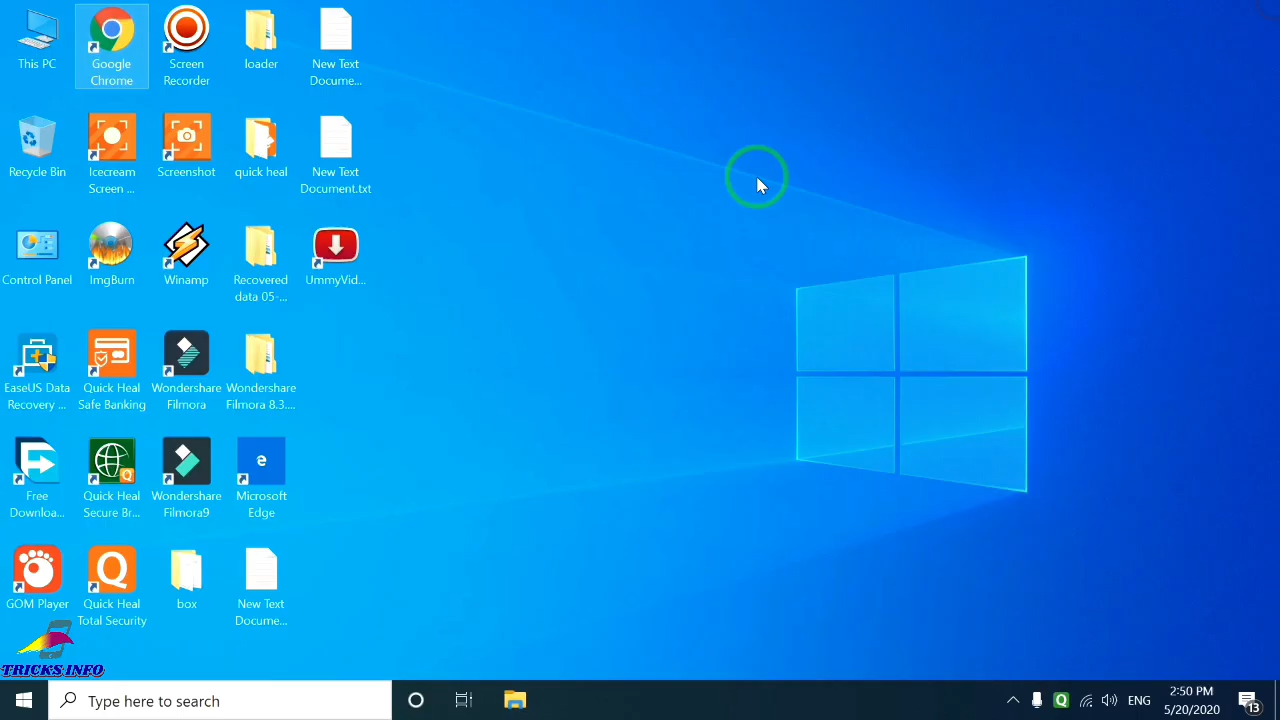 This PC
Google
Chrome
Screen
Recorder
loader
New Text
Docume...
Recycle Bin
Icecream
Screen ...
Screenshot
quick heal
New Text
Document.txt
Control Panel
ImgBurn
Winamp
Recovered
data 05-...
UmmyVid...
EaseUS Data
Recovery ...
Quick Heal
Safe Banking
Wondershare
Filmora
Wondershare
Filmora 8.3....
Free
Downloa...
Quick Heal
Secure Br...
Wondershare
Filmora9
Microsoft
Edge
GOM Player
Quick Heal
Total Security
box
New Text
Docume...
TRICKS INFO
Type here to search
ENG
2:50 PM
5/20/2020
13